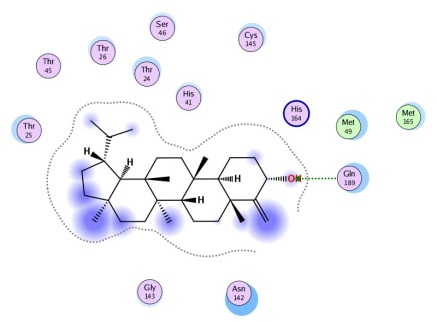 Ser
46
Cys
145
Thr
26
Thr
45
Thr
24
His
41
His
164
Met
165
Met
49
Thr
25
H
H
H
OH
Gln
189
H
Gly
143
Asn
142